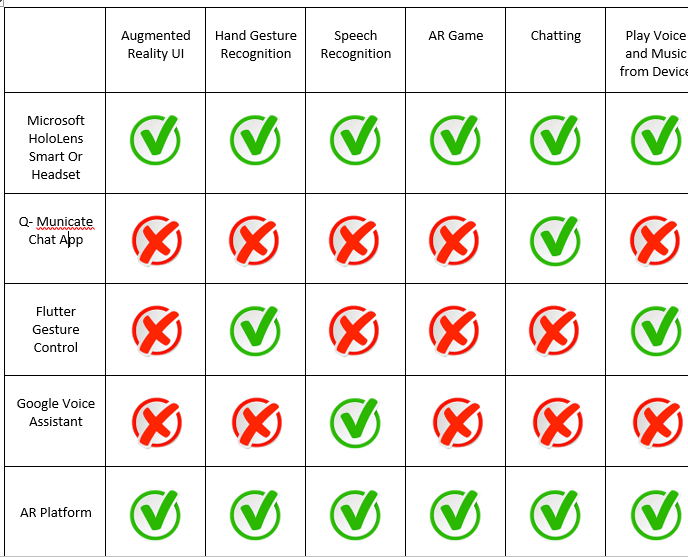 Augmented
Reality UI
Hand Gesture
Recognition
Speech
Recognition
AR Game
Chatting
Play Voice
and Music
from Device
Microsoft
HoloLens
Smart Or
Headset
Q- Municate
Chat App
Flutter
Gesture
Control
Google Voice
Assistant
AR Platform